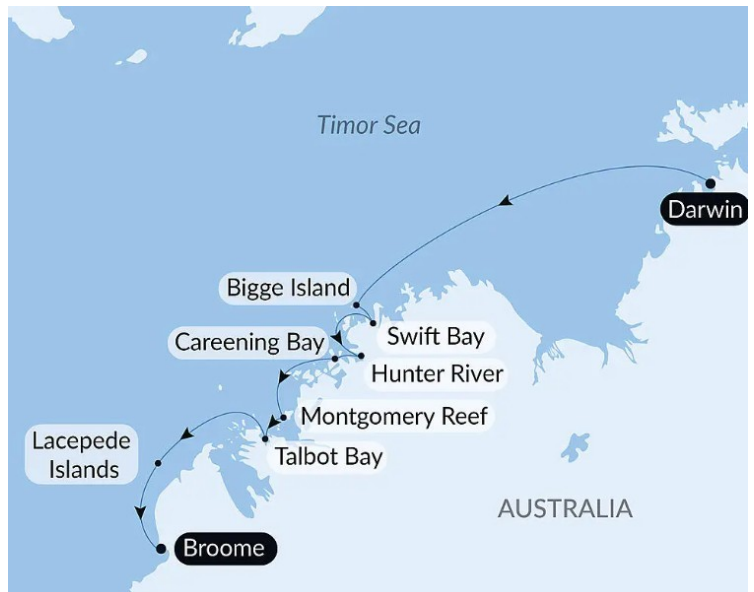 Timor Sea
Darwin
Bigge Island
Swift Bay
Careening Bay
Hunter River
Montgomery Reef
Talbot Bay
Lacepede
Islands
AUSTRALIA
Broome